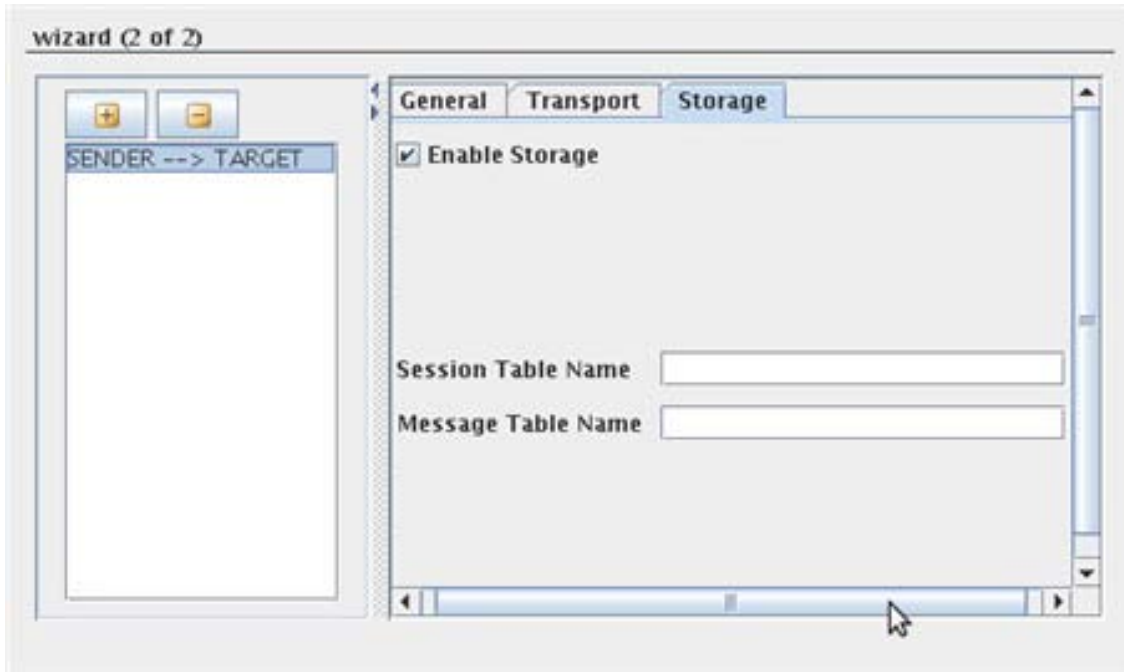 wizard (2 of 2)
SENDER --> TARGET
General Transport Storage
Enable Storage
Session Table Name
Message Table Name